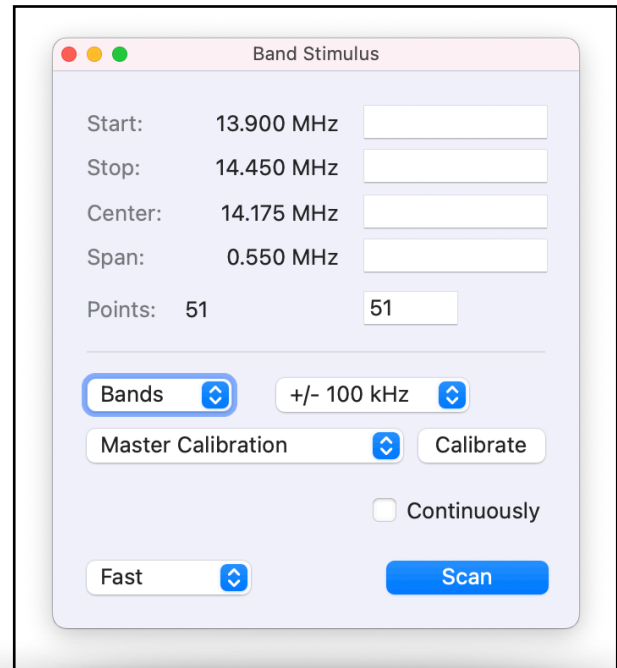 Band Stimulus
Start: 13.900 MHz
Stop: 14.450 MHz
Center: 14.175 MHz
Span: 0.550 MHz
Points: 51 51
Bands +/- 100 kHz
Master Calibration Calibrate
Continuously
Fast Scan